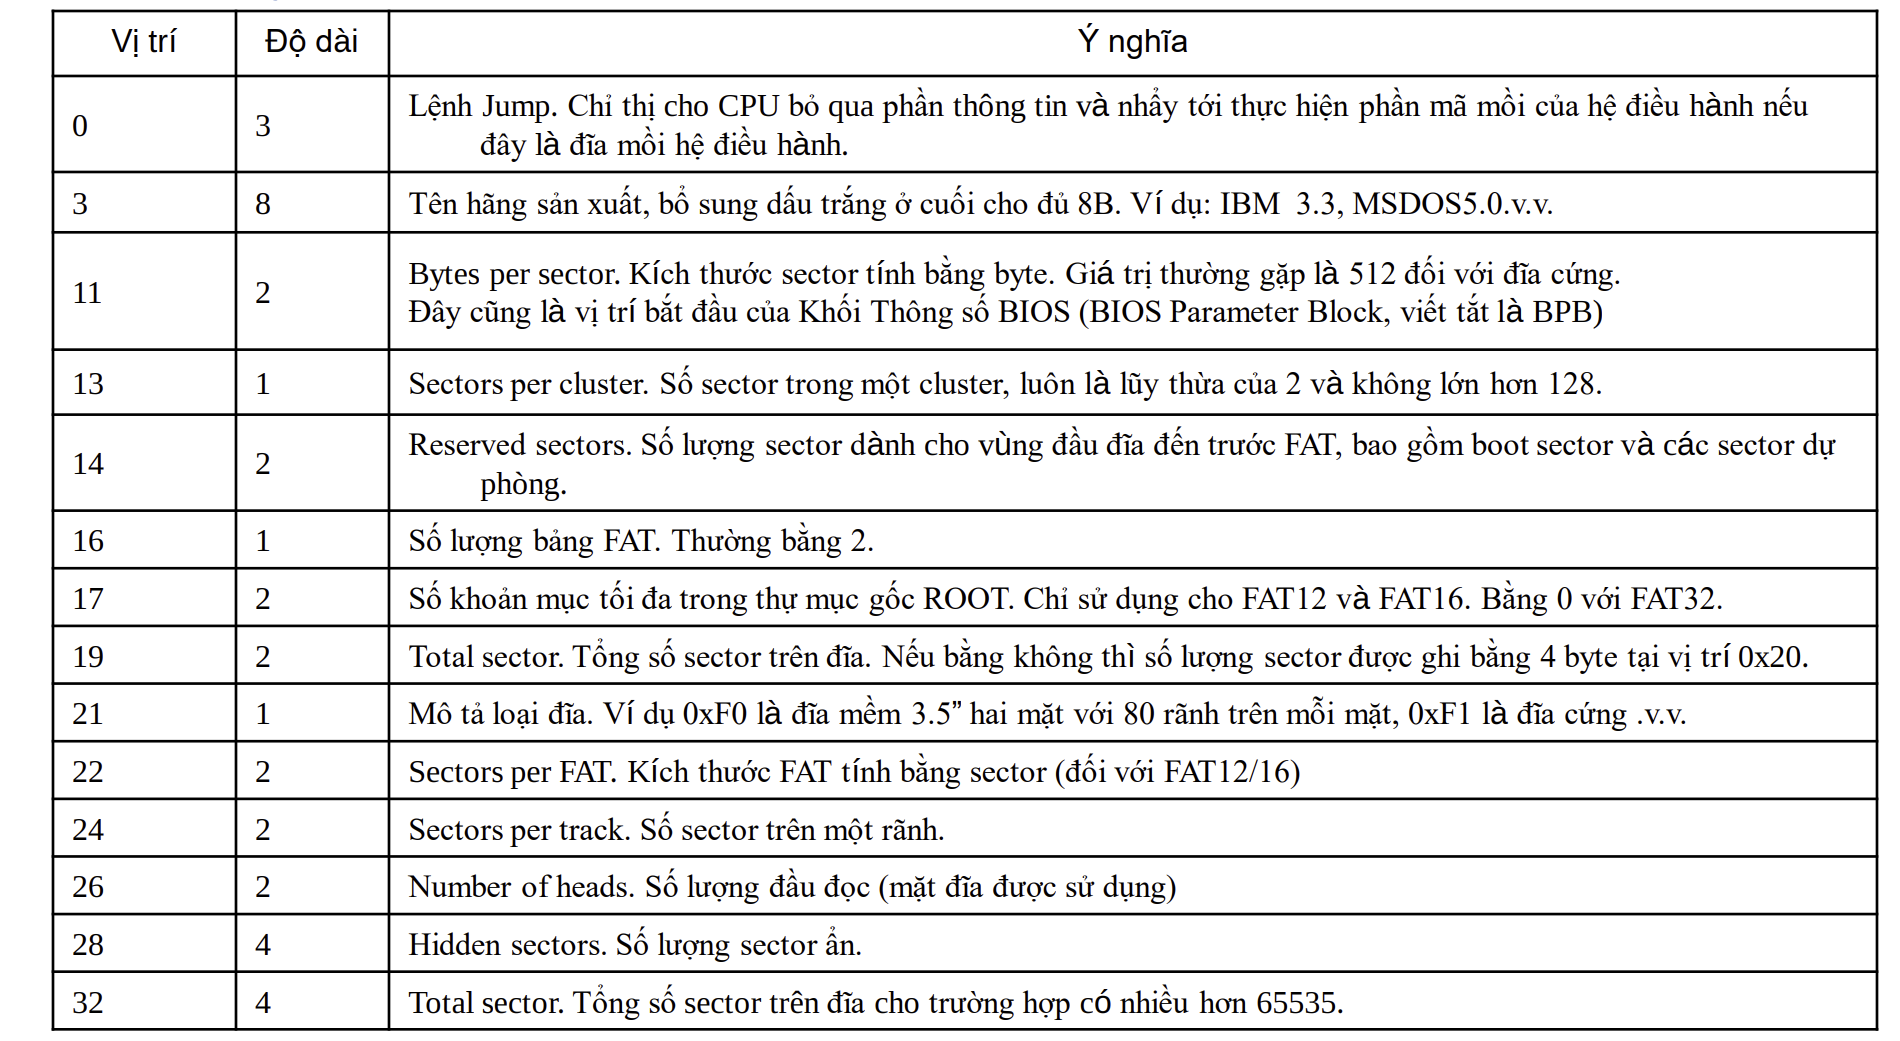 Vị trí Độ dài Ý nghĩa
0 3 Lệnh Jump. Chỉ thị cho CPU bỏ qua phần thông tin và nhẩy tới thực hiện phần mã mồi của hệ điều hành nếu
đây là đĩa mồi hệ điều hành.
3 8 Tên hãng sản xuất, bổ sung dấu trắng ở cuối cho đủ 8B. Ví dụ: IBM 3.3, MSDOS5.0.v.v.
11 2 Bytes per sector. Kích thước sector tính bằng byte. Giá trị thường gặp là 512 đối với đĩa cứng.
Đây cũng là vị trí bắt đầu của Khối Thông số BIOS (BIOS Parameter Block, viết tắt là BPB)
13 1 Sectors per cluster. Số sector trong một cluster, luôn là lũy thừa của 2 và không lớn hơn 128.
14 2 Reserved sectors. Số lượng sector dành cho vùng đầu đĩa đến trước FAT, bao gồm boot sector và các sector dự
phòng.
16 1 Số lượng bảng FAT. Thường bằng 2.
17 2 Số khoản mục tối đa trong thự mục gốc ROOT. Chỉ sử dụng cho FAT12 và FAT16. Bằng 0 với FAT32.
19 2 Total sector. Tổng số sector trên đĩa. Nếu bằng không thì số lượng sector được ghi bằng 4 byte tại vị trí 0x20.
21 1 Mô tả loại đĩa. Ví dụ 0xF0 là đĩa mềm 3.5” hai mặt với 80 rãnh trên mỗi mặt, 0xF1 là đĩa cứng .v.v.
22 2 Sectors per FAT. Kích thước FAT tính bằng sector (đối với FAT12/16)
24 2 Sectors per track. Số sector trên một rãnh.
26 2 Number of heads. Số lượng đầu đọc (mặt đĩa được sử dụng)
28 4 Hidden sectors. Số lượng sector ẩn.
32 4 Total sector. Tổng số sector trên đĩa cho trường hợp có nhiều hơn 65535.